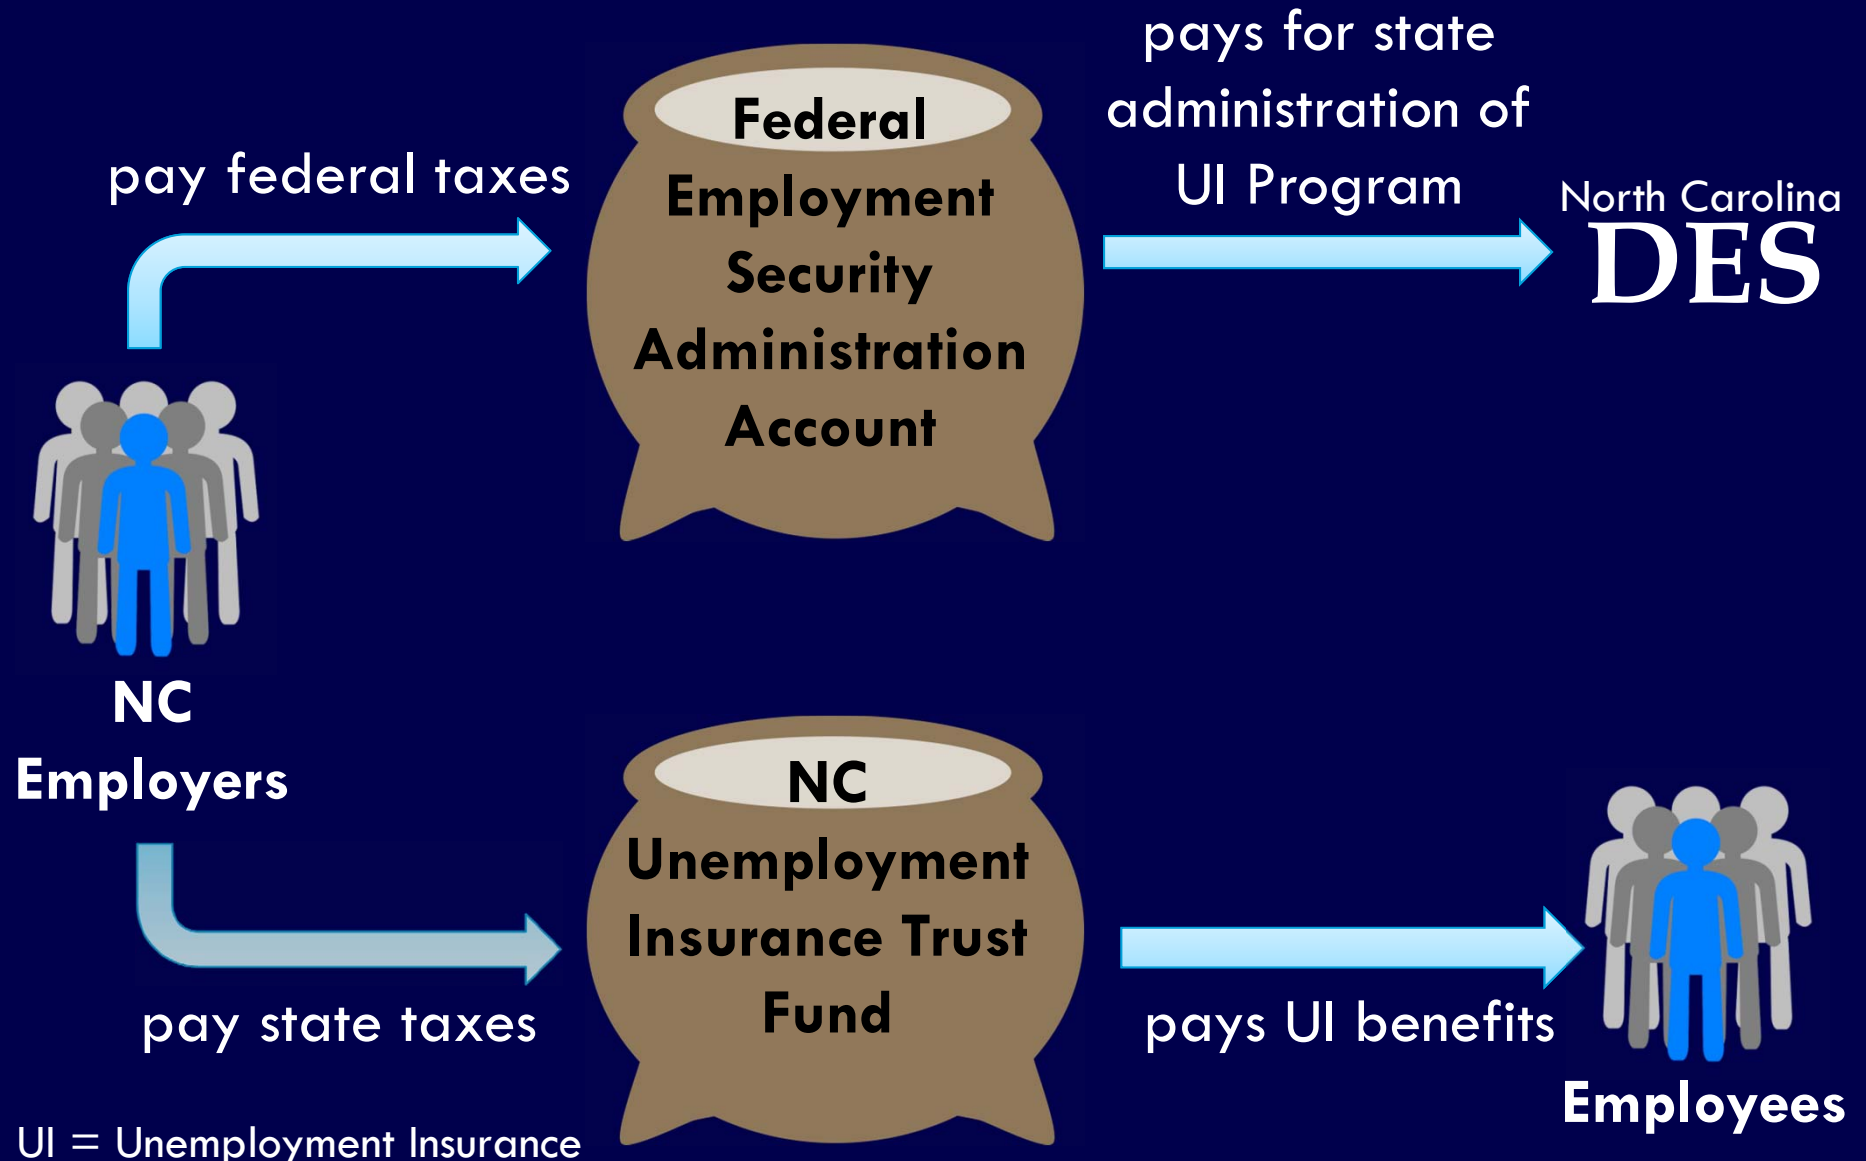 pay federal taxes
Federal
Employment
Security
Administration
Account
pays for state
administration of
UI Program
North Carolina
DES
NC
Employers
pay state taxes
NC
Unemployment
Insurance Trust
Fund
pays UI benefits
Employees
UI = Unemployment Insurance